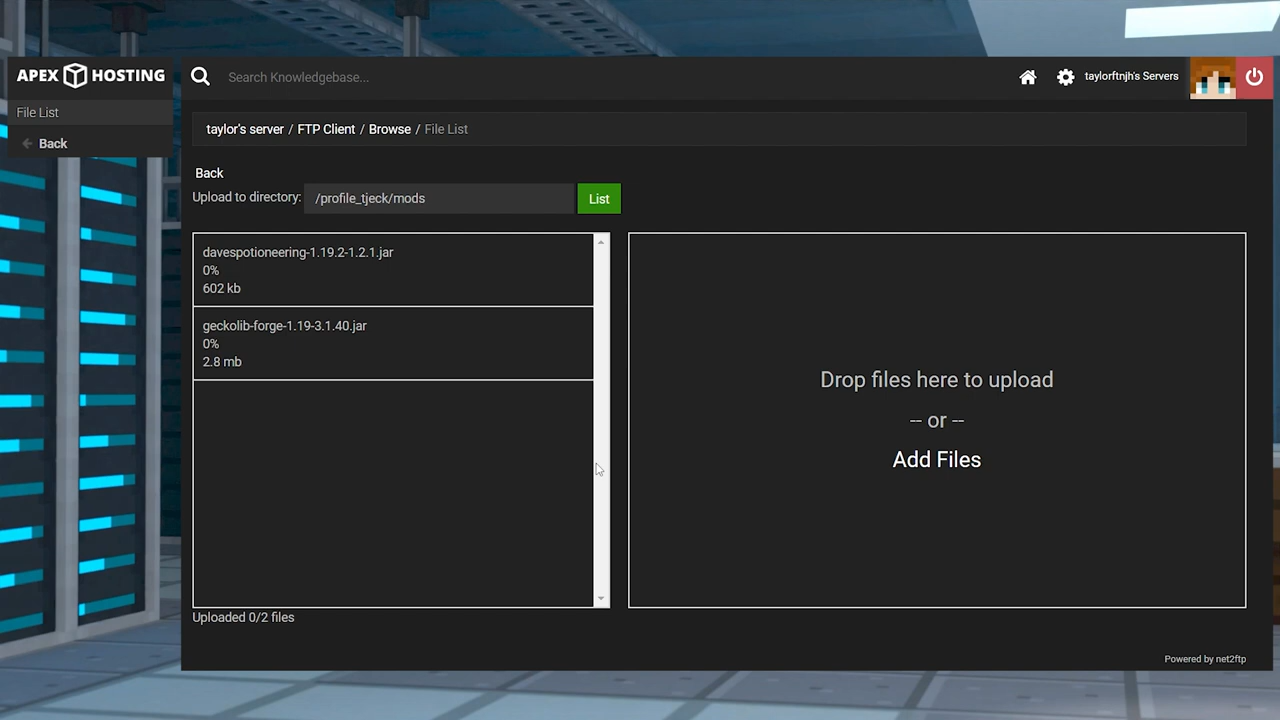 APEX HOSTING
Search Knowledgebase...
taylorftnjh's Servers
File List
Back
taylor's server / FTP Client / Browse / File List
Back
Upload to directory: /profile_tjeck/mods List
davespotioneering-1.19.2-1.2.1.jar
0%
602 kb
geckolib-forge-1.19-3.1.40.jar
0%
2.8 mb
Drop files here to upload
-- or --
Add Files
Uploaded 0/2 files
Powered by net2ftp